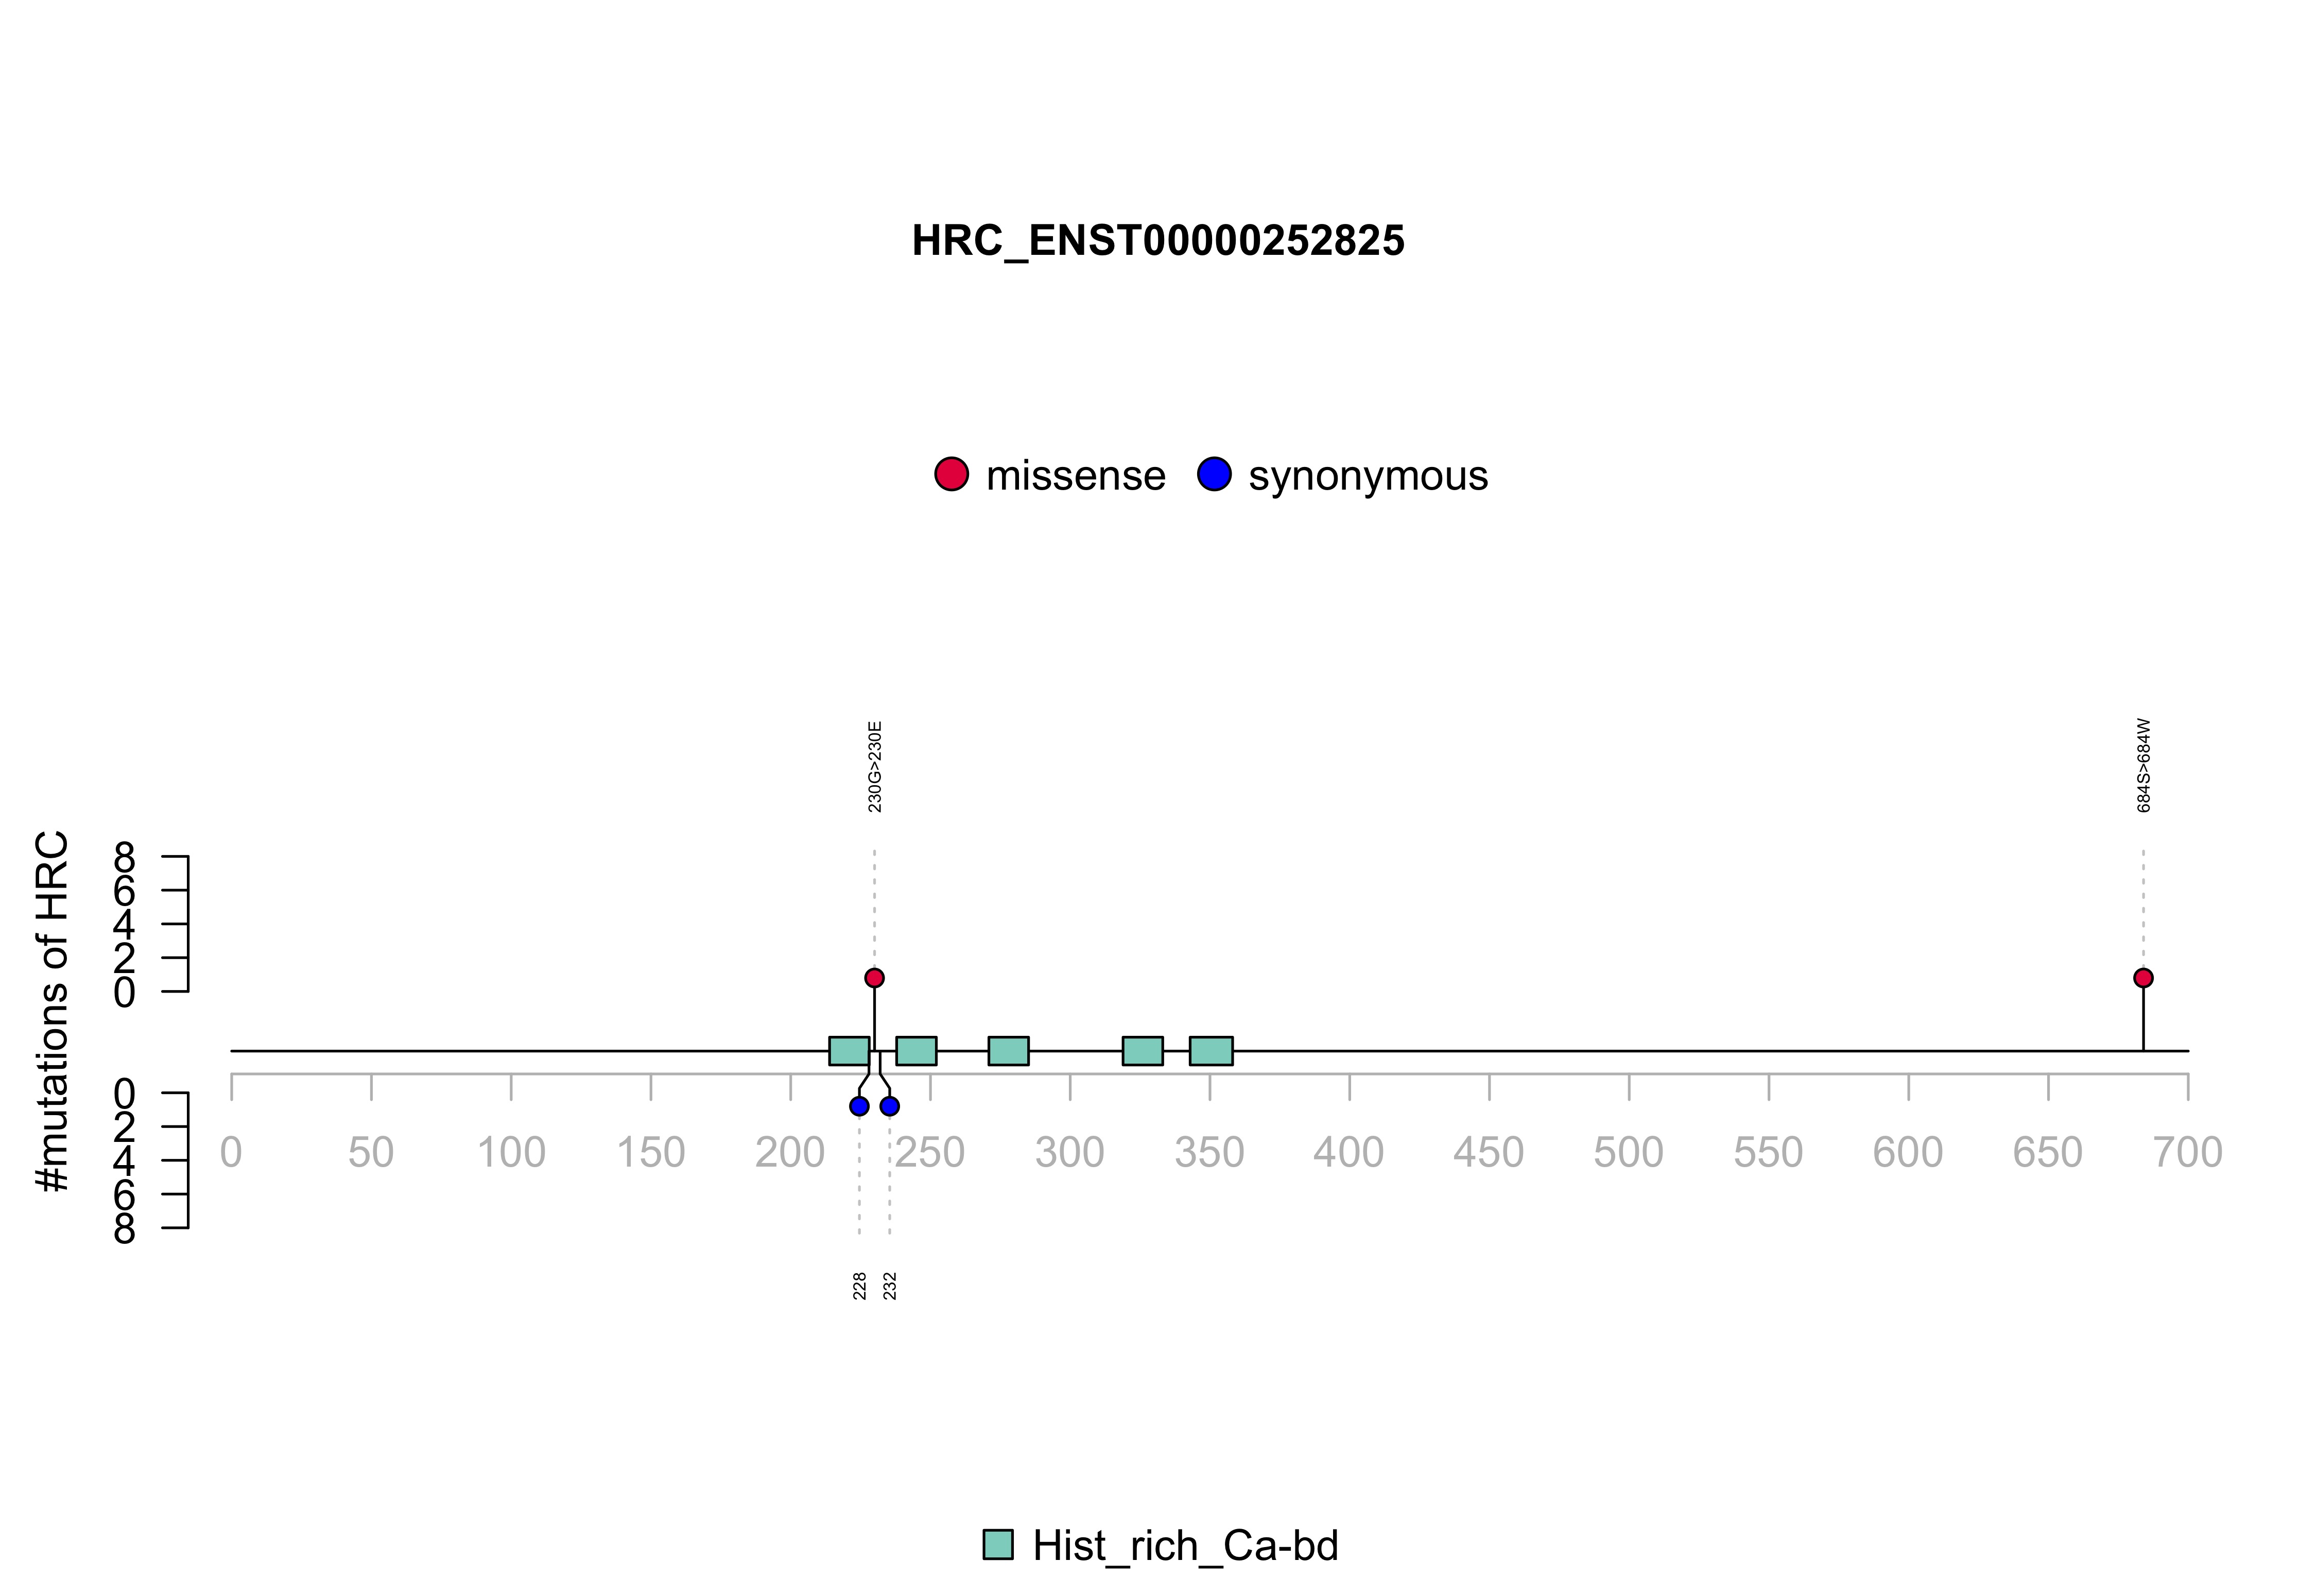 HRC_ENST00000252825
missense synonymous
230G>230E
684S>684W
#mutations of HRC
8
6
4
2
0
0
2
4
6
8
0 50 100 150 200 250 300 350 400 450 500 550 600 650 700
228
232
Hist_rich_Ca-bd